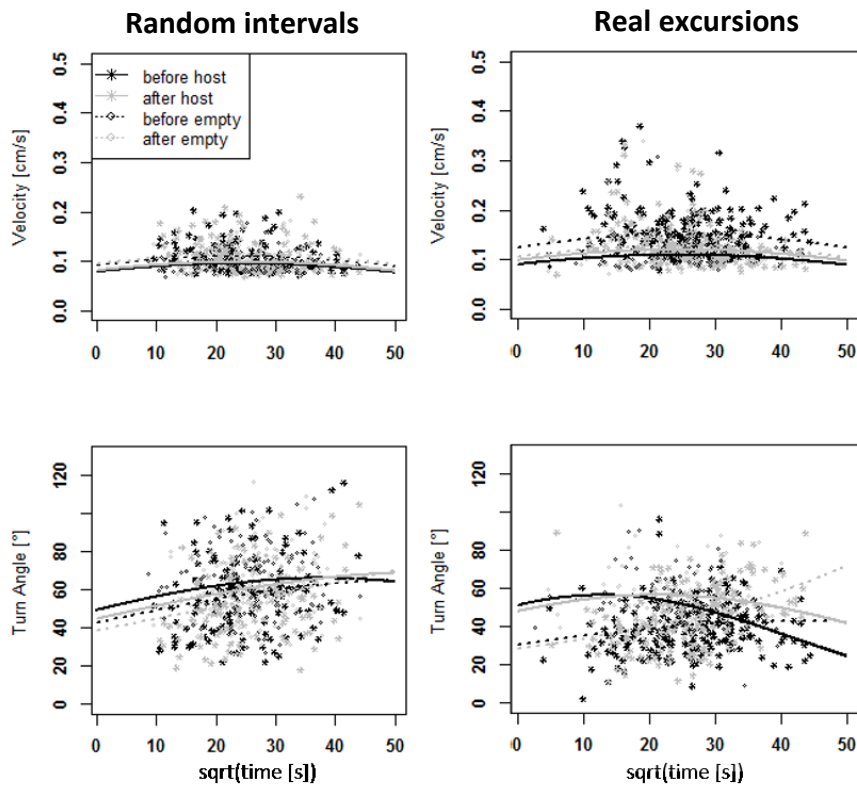 Random intervals
Real excursions
before host
after host
before empty
after empty
Velocity [cm/s]
0.5
0.4
0.3
0.2
0.1
0.0
0 10 20 30 40 50
Velocity [cm/s]
0.5
0.4
0.3
0.2
0.1
0.0
0 10 20 30 40 50
Turn Angle [°]
120
80
60
40
20
0
0 10 20 30 40 50
sqrt(time [s])
Turn Angle [°]
120
80
60
40
20
0
0 10 20 30 40 50
sqrt(time [s])